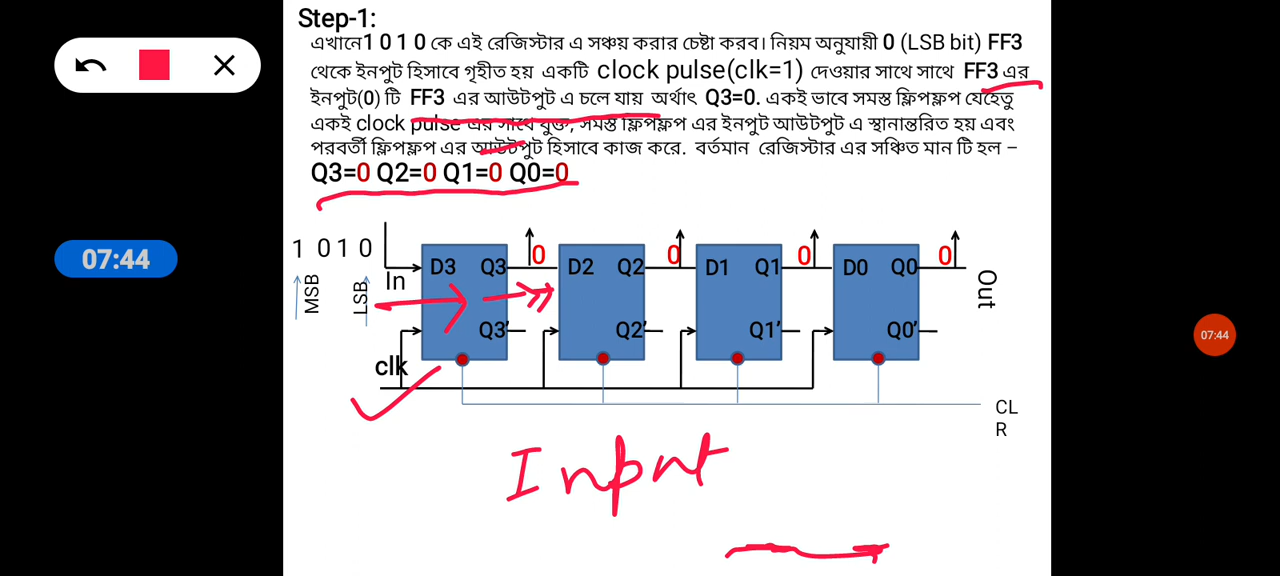 Step-1:
এখানে1 0 1 0 কে এই রেজিস্টার এ সঞ্চয় করার চেষ্টা করব। নিয়ম অনুযায়ী 0 (LSB bit) FF3
থেকে ইনপুট হিসাবে গৃহীত হয় একটি clock pulse(clk=1) দেওয়ার সাথে সাথে FF3 এর
ইনপুট(0) টি FF3 এর আউটপুট এ চলে যায় অর্থাৎ Q3=0. একই ভাবে সমস্ত ফ্লিপফ্লপ যেহেতু
একই clock pulse এর সাথে যুক্ত, সমস্ত ফ্লিপফ্লপ এর ইনপুট আউটপুট এ স্থানান্তরিত হয় এবং
পরবর্তী ফ্লিপফ্লপ এর আউটপুট হিসাবে কাজ করে. বর্তমান রেজিস্টার এর সঞ্চিত মান টি হল –
Q3=0 Q2=0 Q1=0 Q0=0
1 0 1 0
0 0 0 0
D3 Q3 D2 Q2 D1 Q1 D0 Q0
In
MSB
LSB
Out
Q3' Q2' Q1' Q0'
clk
CL
R
Input
07:44
07:44